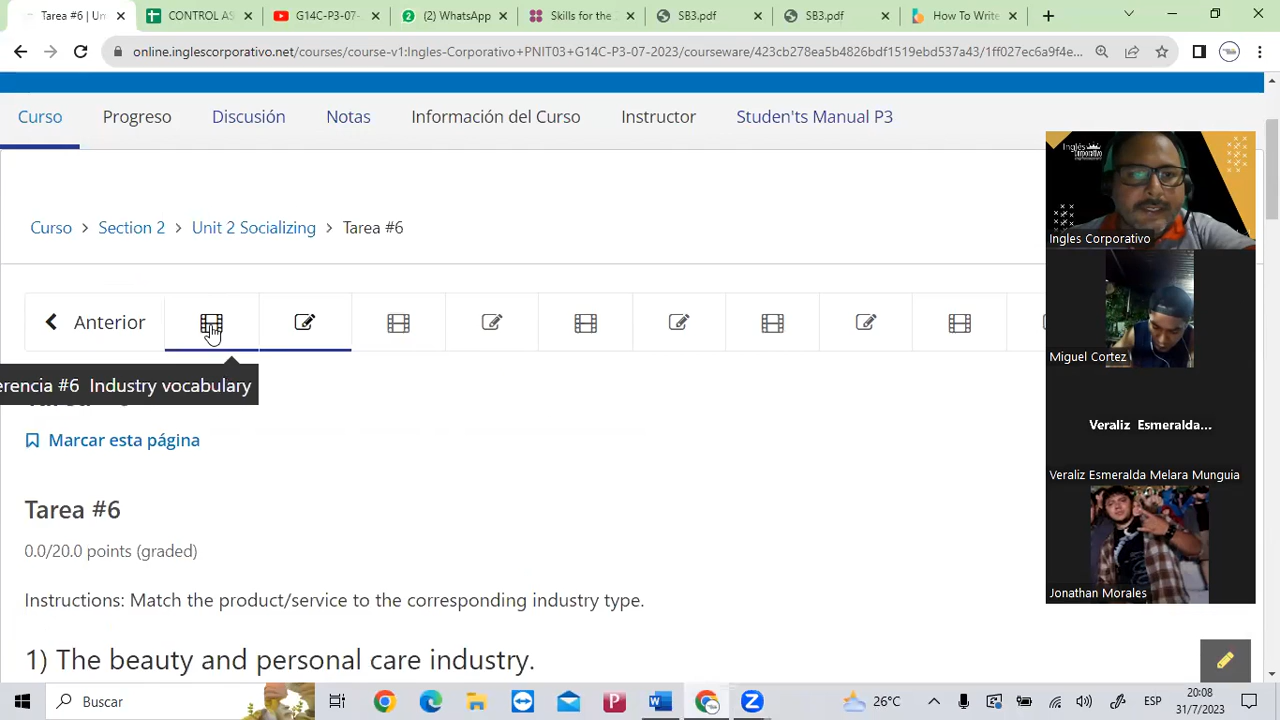 Tarea #6 | Un
CONTROL AS
G14C-P3-07-
(2) WhatsApp
Skills for the
SB3.pdf
SB3.pdf
How To Write
online.inglescorporativo.net/courses/course-v1:Ingles-Corporativo+PNIT03+G14C-P3-07-2023/courseware/423cb278ea5b4826bdf1519ebd537a43/1ff027ec6a9f4e...
Curso
Progreso
Discusión
Notas
Información del Curso
Instructor
Studen'ts Manual P3
Inglés
Corporativo
Ingles Corporativo
Curso > Section 2 > Unit 2 Socializing > Tarea #6
Anterior
erencia #6 Industry vocabulary
Miguel Cortez
Marcar esta página
Veraliz Esmeralda...
Veraliz Esmeralda Melara Munguia
Tarea #6
0.0/20.0 points (graded)
Jonathan Morales
Instructions: Match the product/service to the corresponding industry type.
1) The beauty and personal care industry.
Buscar
26°C
ESP
20:08
31/7/2023